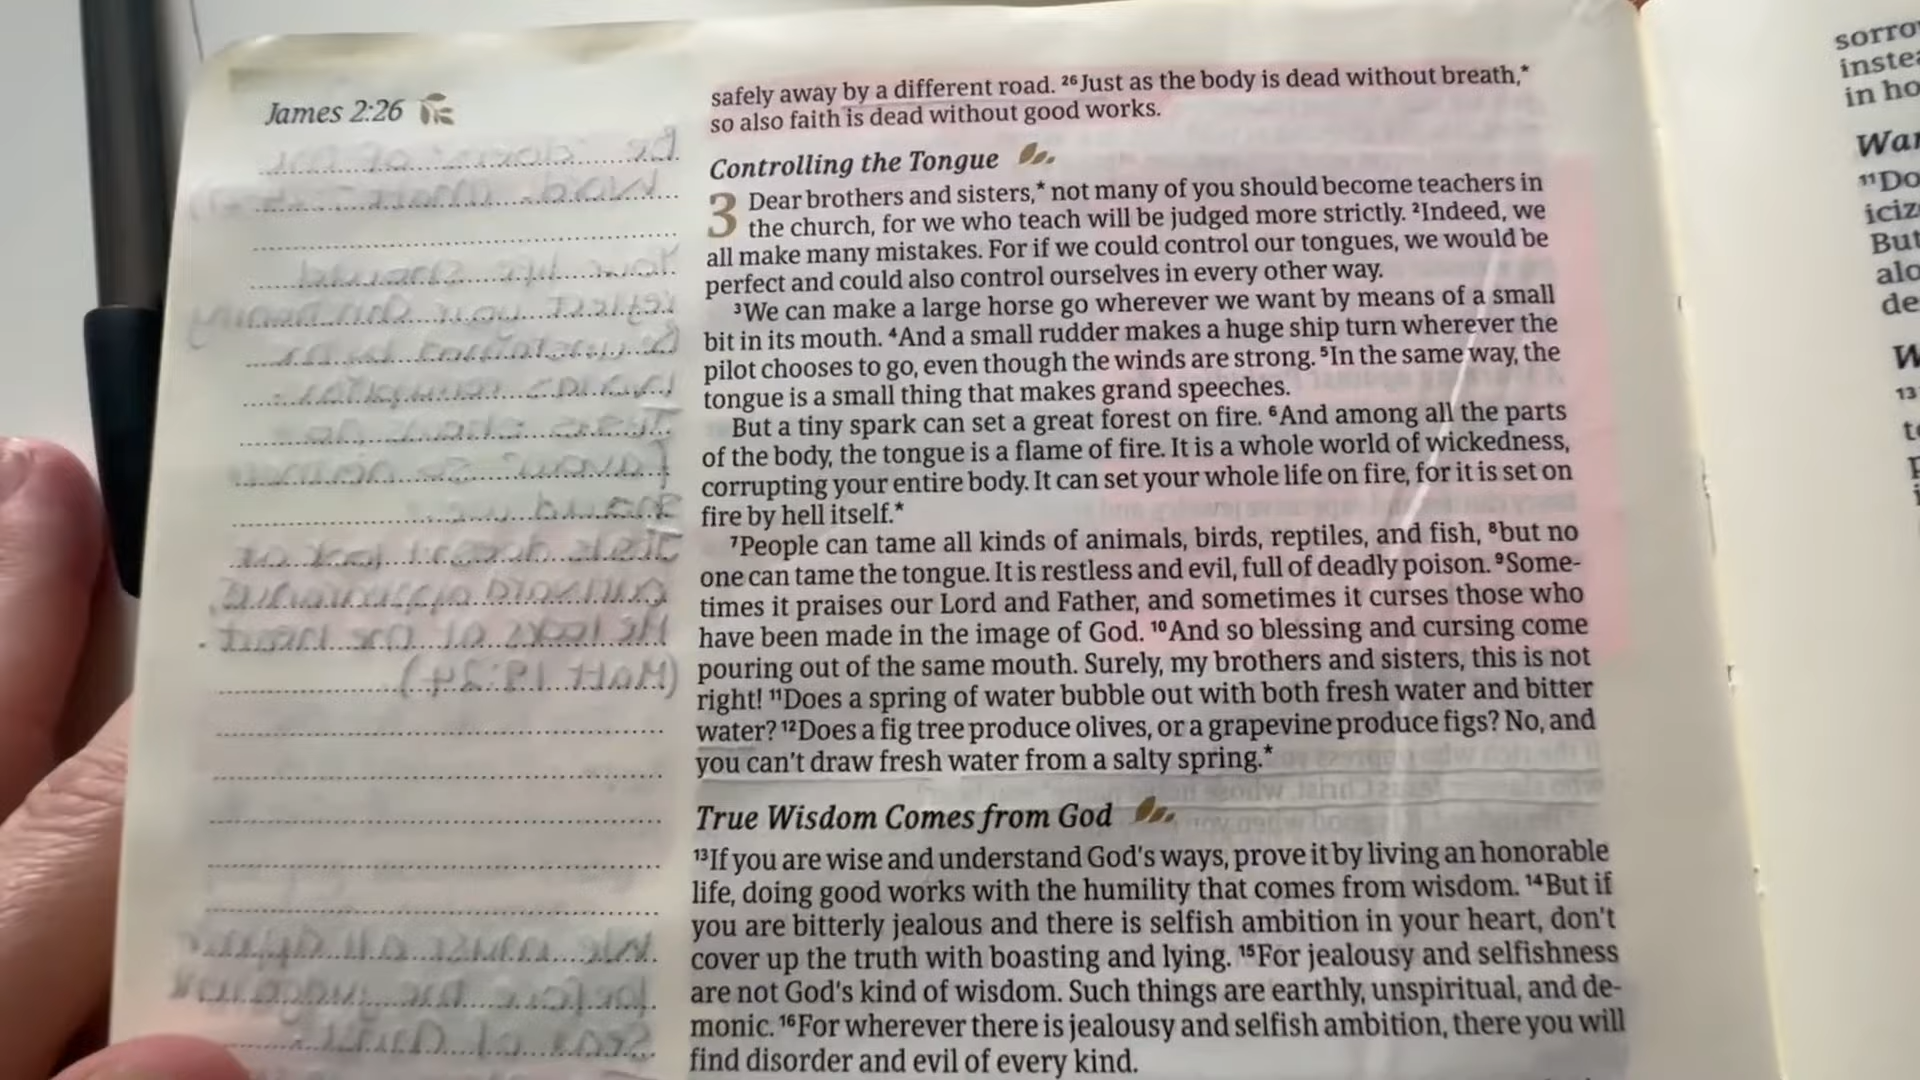 James 2:26
safely away by a different road. ²⁶Just as the body is dead without breath,*
so also faith is dead without good works.
Controlling the Tongue
3 Dear brothers and sisters,* not many of you should become teachers in
the church, for we who teach will be judged more strictly. ²Indeed, we
all make many mistakes. For if we could control our tongues, we would be
perfect and could also control ourselves in every other way.
³We can make a large horse go wherever we want by means of a small
bit in its mouth. ⁴And a small rudder makes a huge ship turn wherever the
pilot chooses to go, even though the winds are strong. ⁵In the same way, the
tongue is a small thing that makes grand speeches.
But a tiny spark can set a great forest on fire. ⁶And among all the parts
of the body, the tongue is a flame of fire. It is a whole world of wickedness,
corrupting your entire body. It can set your whole life on fire, for it is set on
fire by hell itself.*
⁷People can tame all kinds of animals, birds, reptiles, and fish, ⁸but no
one can tame the tongue. It is restless and evil, full of deadly poison. ⁹Some-
times it praises our Lord and Father, and sometimes it curses those who
have been made in the image of God. ¹⁰And so blessing and cursing come
pouring out of the same mouth. Surely, my brothers and sisters, this is not
right! ¹¹Does a spring of water bubble out with both fresh water and bitter
water? ¹²Does a fig tree produce olives, or a grapevine produce figs? No, and
you can't draw fresh water from a salty spring.*
True Wisdom Comes from God
¹³If you are wise and understand God's ways, prove it by living an honorable
life, doing good works with the humility that comes from wisdom. ¹⁴But if
you are bitterly jealous and there is selfish ambition in your heart, don't
cover up the truth with boasting and lying. ¹⁵For jealousy and selfishness
are not God's kind of wisdom. Such things are earthly, unspiritual, and de-
monic. ¹⁶For wherever there is jealousy and selfish ambition, there you will
find disorder and evil of every kind.
in ho
¹¹Do
But
de
13